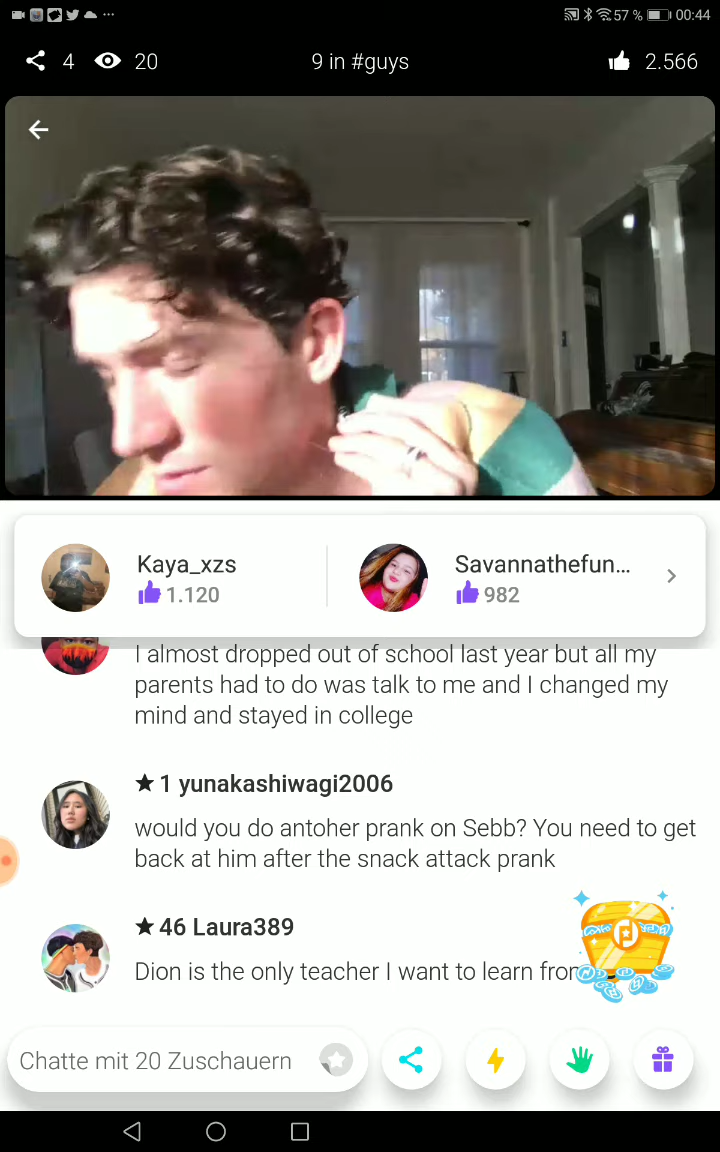 57 % 00:44
4 20 9 in #guys 2.566
Kaya_xzs
1.120
Savannathefun...
982
I almost dropped out of school last year but all my
parents had to do was talk to me and I changed my
mind and stayed in college
1 yunakashiwagi2006
would you do antoher prank on Sebb? You need to get
back at him after the snack attack prank
46 Laura389
Dion is the only teacher I want to learn from
Chatte mit 20 Zuschauern